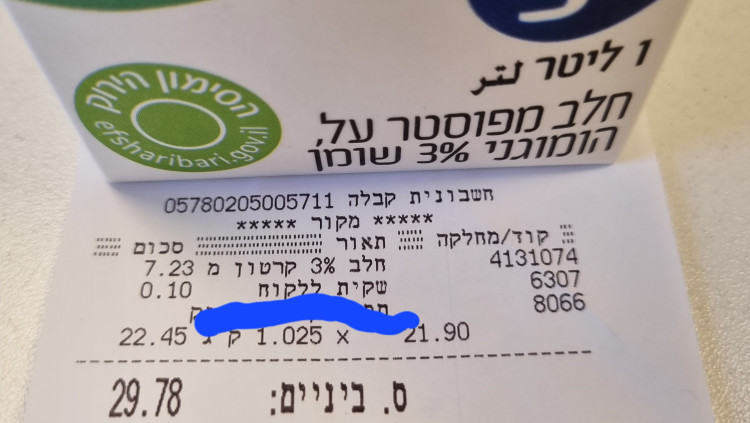 1 ליטר لتر
חלב מפוסטר על,
הומוגני 3% שומן
הסימון הירוק
efsharibari.gov.il
חשבונית קבלה 05780205005711
***** מקור *****
קוד/מחלקה תאור סכום
4131074 חלב 3% קרטון מ 7.23
6307 שקית ללקוח 0.10
8066
21.90 x 1.025 ק ג 22.45
ס. ביניים: 29.78